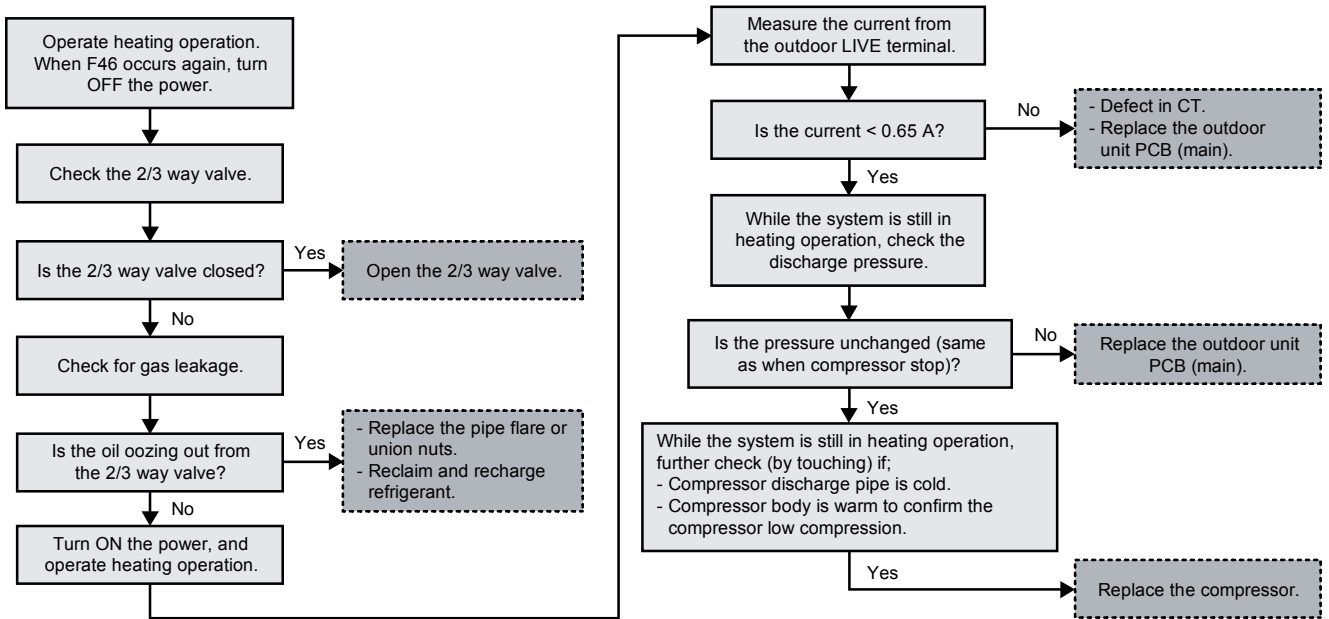 Operate heating operation.
When F46 occurs again, turn
OFF the power.
Check the 2/3 way valve.
Is the 2/3 way valve closed?
Yes
Open the 2/3 way valve.
No
Check for gas leakage.
Is the oil oozing out from
the 2/3 way valve?
Yes
- Replace the pipe flare or
union nuts.
- Reclaim and recharge
refrigerant.
No
Turn ON the power, and
operate heating operation.
Measure the current from
the outdoor LIVE terminal.
Is the current < 0.65 A?
No
- Defect in CT.
- Replace the outdoor
unit PCB (main).
Yes
While the system is still in
heating operation, check the
discharge pressure.
Is the pressure unchanged (same
as when compressor stop)?
No
Replace the outdoor unit
PCB (main).
Yes
While the system is still in heating operation,
further check (by touching) if;
- Compressor discharge pipe is cold.
- Compressor body is warm to confirm the
compressor low compression.
Yes
Replace the compressor.